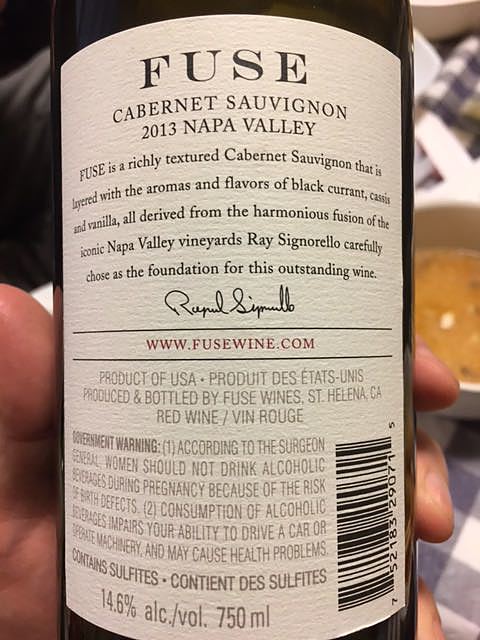 FUSE
CABERNET SAUVIGNON
2013 NAPA VALLEY
FUSE is a richly textured Cabernet Sauvignon that is
layered with the aromas and flavors of black currant, cassis
and vanilla, all derived from the harmonious fusion of the
iconic Napa Valley vineyards Ray Signorello carefully
chose as the foundation for this outstanding wine.
WWW.FUSEWINE.COM
PRODUCT OF USA • PRODUIT DES ÉTATS-UNIS
PRODUCED & BOTTLED BY FUSE WINES, ST. HELENA, CA
RED WINE / VIN ROUGE
GOVERNMENT WARNING: (1) ACCORDING TO THE SURGEON
GENERAL, WOMEN SHOULD NOT DRINK ALCOHOLIC
BEVERAGES DURING PREGNANCY BECAUSE OF THE RISK
OF BIRTH DEFECTS. (2) CONSUMPTION OF ALCOHOLIC
BEVERAGES IMPAIRS YOUR ABILITY TO DRIVE A CAR OR
OPERATE MACHINERY, AND MAY CAUSE HEALTH PROBLEMS.
CONTAINS SULFITES • CONTIENT DES SULFITES
14.6% alc./vol. 750 ml
7 52183 29071 5